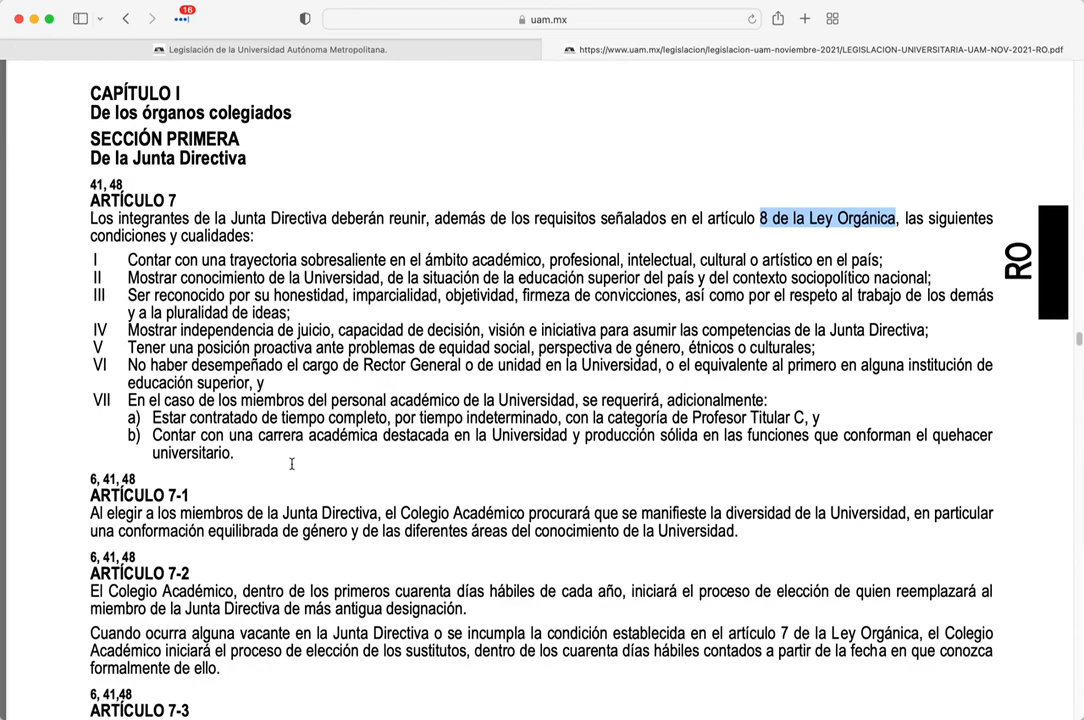 16
uam.mx
Legislación de la Universidad Autónoma Metropolitana.
https://www.uam.mx/legislacion/legislacion-uam-noviembre-2021/LEGISLACION-UNIVERSITARIA-UAM-NOV-2021-RO.pdf
CAPÍTULO I
De los órganos colegiados
SECCIÓN PRIMERA
De la Junta Directiva
41, 48
ARTÍCULO 7
Los integrantes de la Junta Directiva deberán reunir, además de los requisitos señalados en el artículo 8 de la Ley Orgánica, las siguientes
condiciones y cualidades:
I Contar con una trayectoria sobresaliente en el ámbito académico, profesional, intelectual, cultural o artístico en el país;
II Mostrar conocimiento de la Universidad, de la situación de la educación superior del país y del contexto sociopolítico nacional;
III Ser reconocido por su honestidad, imparcialidad, objetividad, firmeza de convicciones, así como por el respeto al trabajo de los demás
y a la pluralidad de ideas;
IV Mostrar independencia de juicio, capacidad de decisión, visión e iniciativa para asumir las competencias de la Junta Directiva;
V Tener una posición proactiva ante problemas de equidad social, perspectiva de género, étnicos o culturales;
VI No haber desempeñado el cargo de Rector General o de unidad en la Universidad, o el equivalente al primero en alguna institución de
educación superior, y
VII En el caso de los miembros del personal académico de la Universidad, se requerirá, adicionalmente:
a) Estar contratado de tiempo completo, por tiempo indeterminado, con la categoría de Profesor Titular C, y
b) Contar con una carrera académica destacada en la Universidad y producción sólida en las funciones que conforman el quehacer
universitario.
RO
6, 41, 48
ARTÍCULO 7-1
Al elegir a los miembros de la Junta Directiva, el Colegio Académico procurará que se manifieste la diversidad de la Universidad, en particular
una conformación equilibrada de género y de las diferentes áreas del conocimiento de la Universidad.
6, 41, 48
ARTÍCULO 7-2
El Colegio Académico, dentro de los primeros cuarenta días hábiles de cada año, iniciará el proceso de elección de quien reemplazará al
miembro de la Junta Directiva de más antigua designación.
Cuando ocurra alguna vacante en la Junta Directiva o se incumpla la condición establecida en el artículo 7 de la Ley Orgánica, el Colegio
Académico iniciará el proceso de elección de los sustitutos, dentro de los cuarenta días hábiles contados a partir de la fecha en que conozca
formalmente de ello.
6, 41,48
ARTÍCULO 7-3